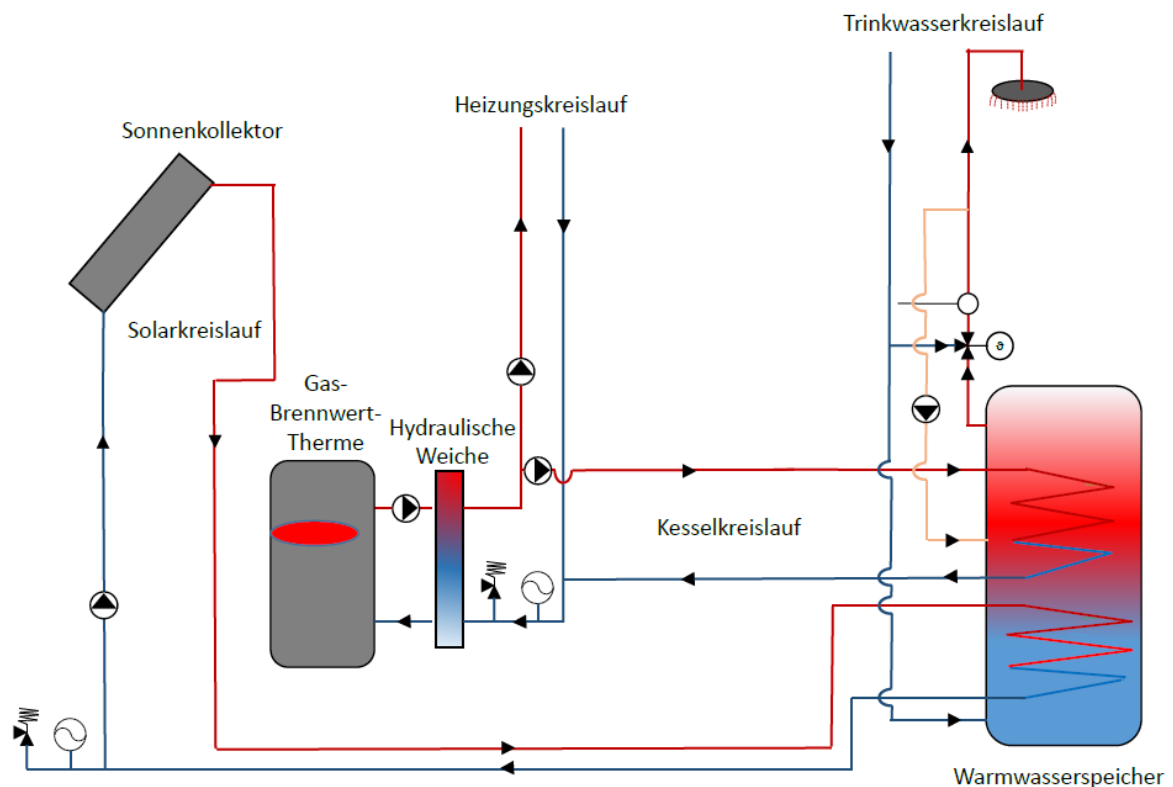 Trinkwasserkreislauf
Heizungskreislauf
Sonnenkollektor
Solarkreislauf
Gas-
Brennwert-
Therme
Hydraulische
Weiche
ϑ
Kesselkreislauf
Warmwasserspeicher